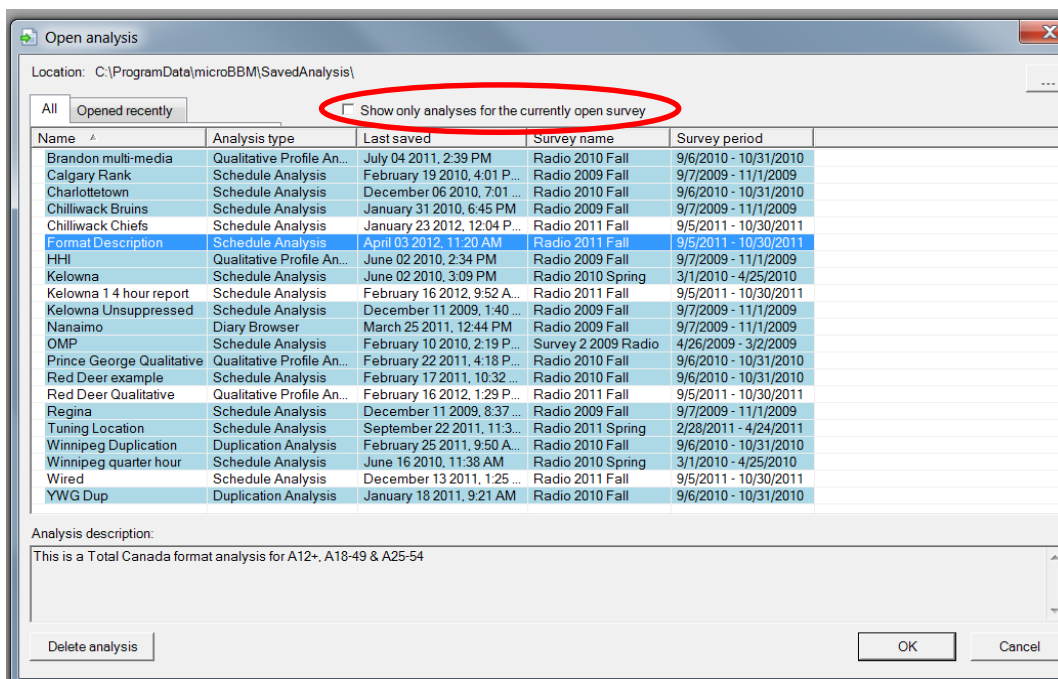 Open analysis
X
Location: C:\ProgramData\microBBM\SavedAnalysis\
...
All Opened recently Show only analyses for the currently open survey
Name Analysis type Last saved Survey name Survey period
Brandon multi-media Qualitative Profile An... July 04 2011, 2:39 PM Radio 2010 Fall 9/6/2010 - 10/31/2010
Calgary Rank Schedule Analysis February 19 2010, 4:01 P... Radio 2009 Fall 9/7/2009 - 11/1/2009
Charlottetown Schedule Analysis December 06 2010, 7:01 ... Radio 2010 Fall 9/6/2010 - 10/31/2010
Chilliwack Bruins Schedule Analysis January 31 2010, 6:45 PM Radio 2009 Fall 9/7/2009 - 11/1/2009
Chilliwack Chiefs Schedule Analysis January 23 2012, 12:04 P... Radio 2011 Fall 9/5/2011 - 10/30/2011
Format Description Schedule Analysis April 03 2012, 11:20 AM Radio 2011 Fall 9/5/2011 - 10/30/2011
HHI Qualitative Profile An... June 02 2010, 2:34 PM Radio 2009 Fall 9/7/2009 - 11/1/2009
Kelowna Schedule Analysis June 02 2010, 3:09 PM Radio 2010 Spring 3/1/2010 - 4/25/2010
Kelowna 1 4 hour report Schedule Analysis February 16 2012, 9:52 A... Radio 2011 Fall 9/5/2011 - 10/30/2011
Kelowna Unsuppressed Schedule Analysis December 11 2009, 1:40 ... Radio 2009 Fall 9/7/2009 - 11/1/2009
Nanaimo Diary Browser March 25 2011, 12:44 PM Radio 2009 Fall 9/7/2009 - 11/1/2009
OMP Schedule Analysis February 10 2010, 2:19 P... Survey 2 2009 Radio 4/26/2009 - 3/2/2009
Prince George Qualitative Qualitative Profile An... February 22 2011, 4:18 P... Radio 2010 Fall 9/6/2010 - 10/31/2010
Red Deer example Schedule Analysis February 17 2011, 10:32 ... Radio 2010 Fall 9/6/2010 - 10/31/2010
Red Deer Qualitative Qualitative Profile An... February 16 2012, 1:29 P... Radio 2011 Fall 9/5/2011 - 10/30/2011
Regina Schedule Analysis December 11 2009, 8:37 ... Radio 2009 Fall 9/7/2009 - 11/1/2009
Tuning Location Schedule Analysis September 22 2011, 11:3... Radio 2011 Spring 2/28/2011 - 4/24/2011
Winnipeg Duplication Duplication Analysis February 25 2011, 9:50 A... Radio 2010 Fall 9/6/2010 - 10/31/2010
Winnipeg quarter hour Schedule Analysis June 16 2010, 11:38 AM Radio 2010 Spring 3/1/2010 - 4/25/2010
Wired Schedule Analysis December 13 2011, 1:25 ... Radio 2011 Fall 9/5/2011 - 10/30/2011
YWG Dup Duplication Analysis January 18 2011, 9:21 AM Radio 2010 Fall 9/6/2010 - 10/31/2010
Analysis description:
This is a Total Canada format analysis for A12+, A18-49 & A25-54
Delete analysis OK Cancel